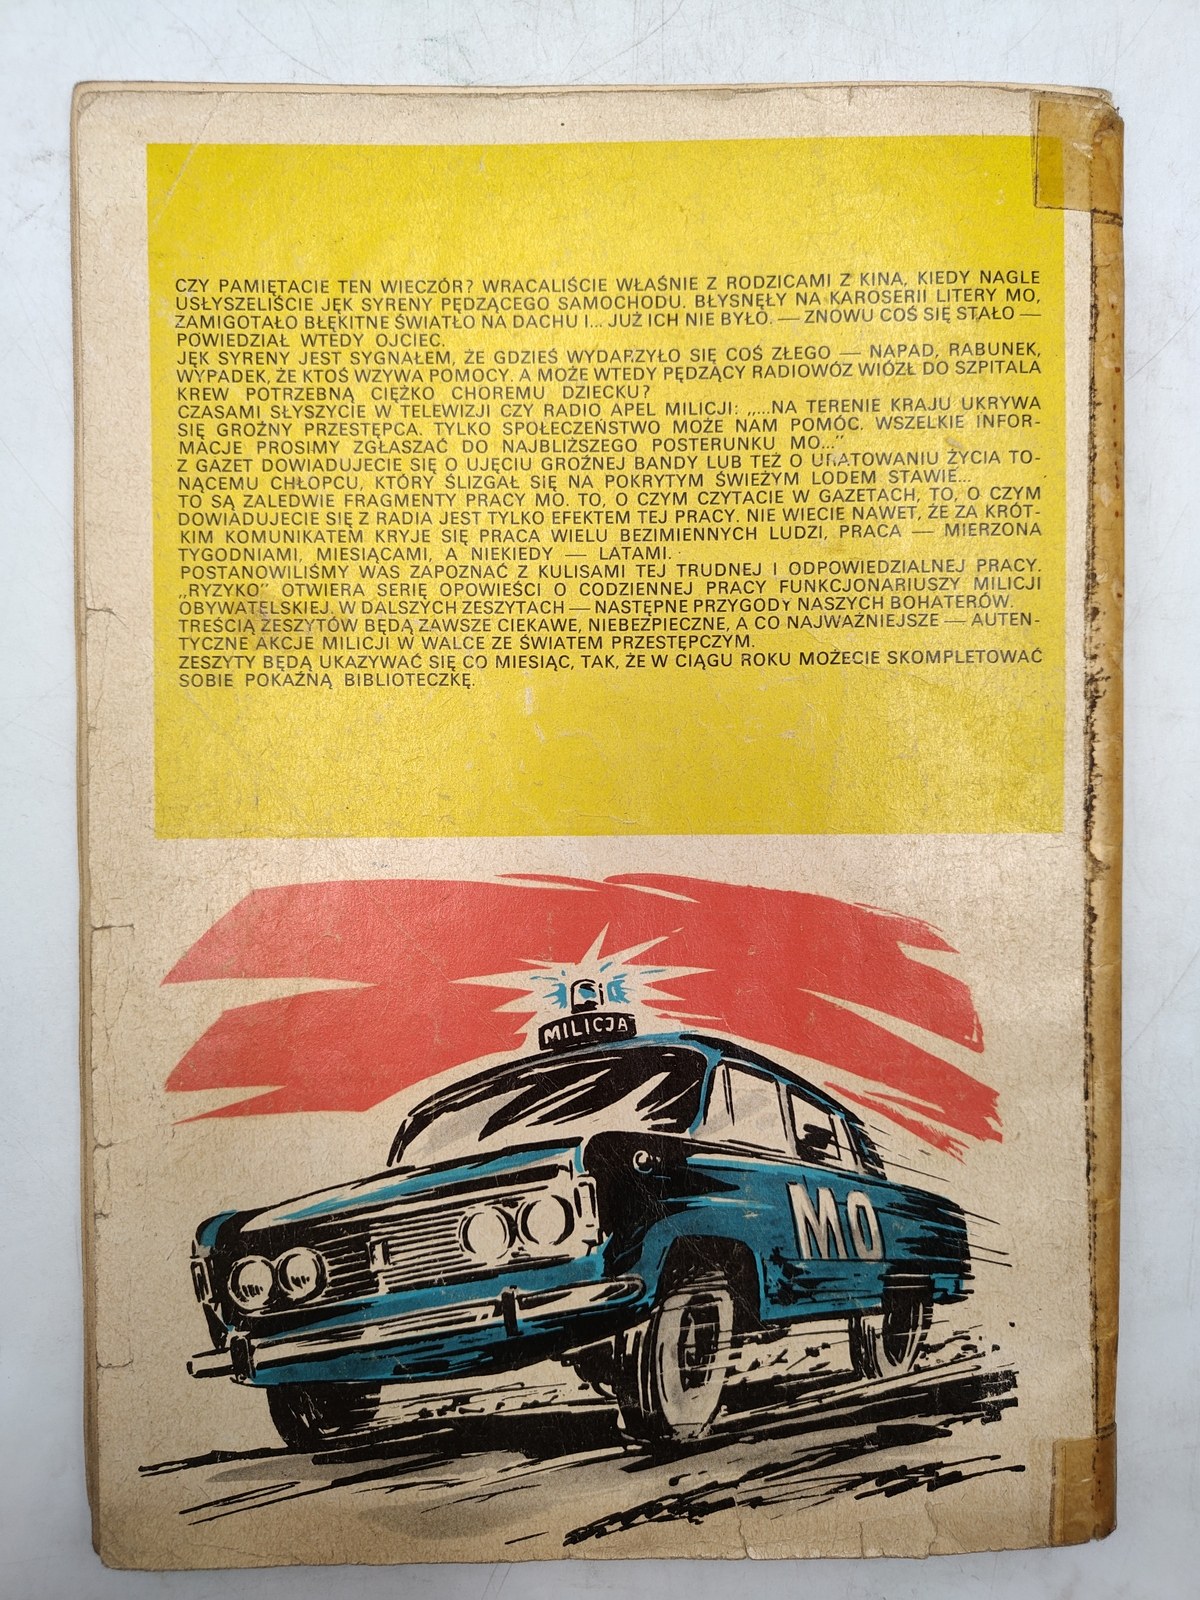 CZY PAMIĘTACIE TEN WIECZÓR? WRACALIŚCIE WŁAŚNIE Z RODZICAMI Z KINA, KIEDY NAGLE
USŁYSZELIŚCIE JĘK SYRENY PĘDZĄCEGO SAMOCHODU. BŁYSNĘŁY NA KAROSERII LITERY MO,
ZAMIGOTAŁO BŁĘKITNE ŚWIATŁO NA DACHU I... JUŻ ICH NIE BYŁO. — ZNOWU COŚ SIĘ STAŁO —
POWIEDZIAŁ WTEDY OJCIEC.
JĘK SYRENY JEST SYGNAŁEM, ŻE GDZIEŚ WYDARZYŁO SIĘ COŚ ZŁEGO — NAPAD, RABUNEK,
WYPADEK, ŻE KTOŚ WZYWA POMOCY. A MOŻE WTEDY PĘDZĄCY RADIOWÓZ WIÓZŁ DO SZPITALA
KREW POTRZEBNĄ CIĘŻKO CHOREMU DZIECKU?
CZASAMI SŁYSZYCIE W TELEWIZJI CZY RADIO APEL MILICJI: „...NA TERENIE KRAJU UKRYWA
SIĘ GROŹNY PRZESTĘPCA. TYLKO SPOŁECZEŃSTWO MOŻE NAM POMÓC. WSZELKIE INFOR-
MACJE PROSIMY ZGŁASZAĆ DO NAJBLIŻSZEGO POSTERUNKU MO..."
Z GAZET DOWIADUJECIE SIĘ O UJĘCIU GROŹNEJ BANDY LUB TEŻ O URATOWANIU ŻYCIA TO-
NĄCEMU CHŁOPCU, KTÓRY ŚLIZGAŁ SIĘ NA POKRYTYM ŚWIEŻYM LODEM STAWIE...
TO SĄ ZALEDWIE FRAGMENTY PRACY MO. TO, O CZYM CZYTACIE W GAZETACH, TO, O CZYM
DOWIADUJECIE SIĘ Z RADIA JEST TYLKO EFEKTEM TEJ PRACY. NIE WIECIE NAWET, ŻE ZA KRÓT-
KIM KOMUNIKATEM KRYJE SIĘ PRACA WIELU BEZIMIENNYCH LUDZI, PRACA — MIERZONA
TYGODNIAMI, MIESIĄCAMI, A NIEKIEDY — LATAMI.
POSTANOWILIŚMY WAS ZAPOZNAĆ Z KULISAMI TEJ TRUDNEJ I ODPOWIEDZIALNEJ PRACY.
„RYZYKO" OTWIERA SERIĘ OPOWIEŚCI O CODZIENNEJ PRACY FUNKCJONARIUSZY MILICJI
OBYWATELSKIEJ. W DALSZYCH ZESZYTACH — NASTĘPNE PRZYGODY NASZYCH BOHATERÓW.
TREŚCIĄ ZESZYTÓW BĘDĄ ZAWSZE CIEKAWE, NIEBEZPIECZNE, A CO NAJWAŻNIEJSZE — AUTEN-
TYCZNE AKCJE MILICJI W WALCE ZE ŚWIATEM PRZESTĘPCZYM.
ZESZYTY BĘDĄ UKAZYWAĆ SIĘ CO MIESIĄC, TAK, ŻE W CIĄGU ROKU MOŻECIE SKOMPLETOWAĆ
SOBIE POKAŹNĄ BIBLIOTECZKĘ.
MILICJA
MO